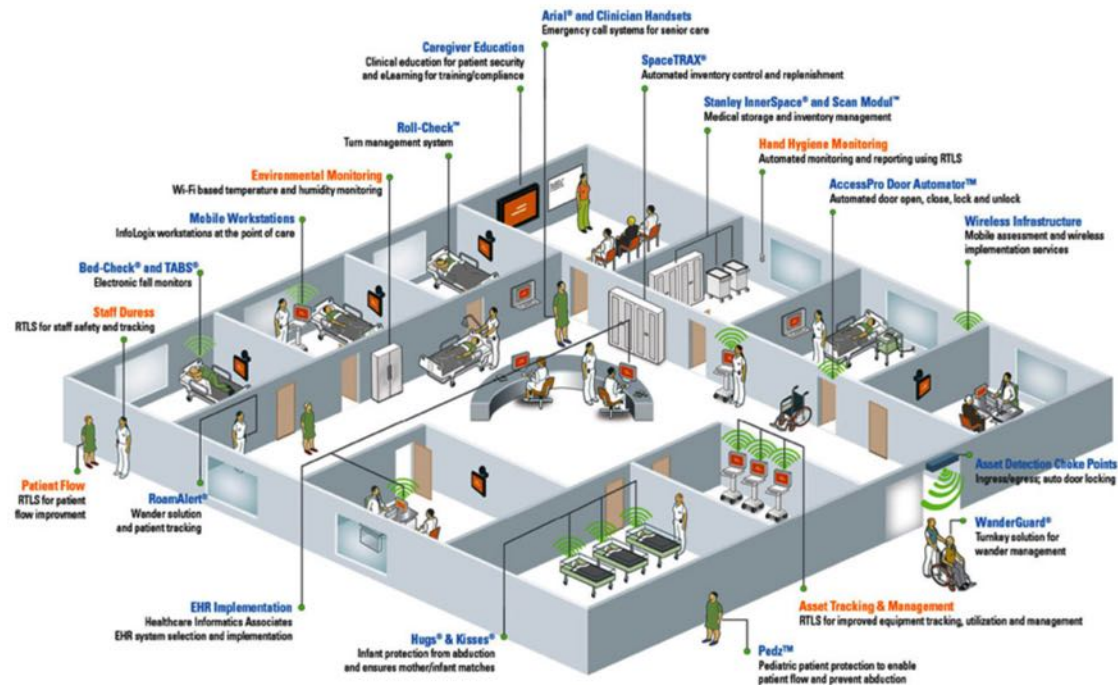 Arial® and Clinician Handsets
Emergency call systems for senior care
Caregiver Education
Clinical education for patient security
and eLearning for training/compliance
SpaceTRAX®
Automated inventory control and replenishment
Stanley InnerSpace® and Scan Modul™
Medical storage and inventory management
Roll-Check™
Turn management system
Hand Hygiene Monitoring
Automated monitoring and reporting using RTLS
Environmental Monitoring
Wi-Fi based temperature and humidity monitoring
AccessPro Door Automator™
Automated door open, close, lock and unlock
Mobile Workstations
InfoLogix workstations at the point of care
Wireless Infrastructure
Mobile assessment and wireless
implementation services
Bed-Check® and TABS®
Electronic fall monitors
Staff Duress
RTLS for staff safety and tracking
Patient Flow
RTLS for patient
flow improvment
RoamAlert®
Wander solution
and patient tracking
Asset Detection Choke Points
Ingress/egress; auto door locking
WanderGuard®
Turnkey solution for
wander management
EHR Implementation
Healthcare Informatics Associates
EHR system selection and implementation
Hugs® & Kisses®
Infant protection from abduction
and ensures mother/infant matches
Asset Tracking & Management
RTLS for improved equipment tracking, utilization and management
Pedz™
Pediatric patient protection to enable
patient flow and prevent abduction